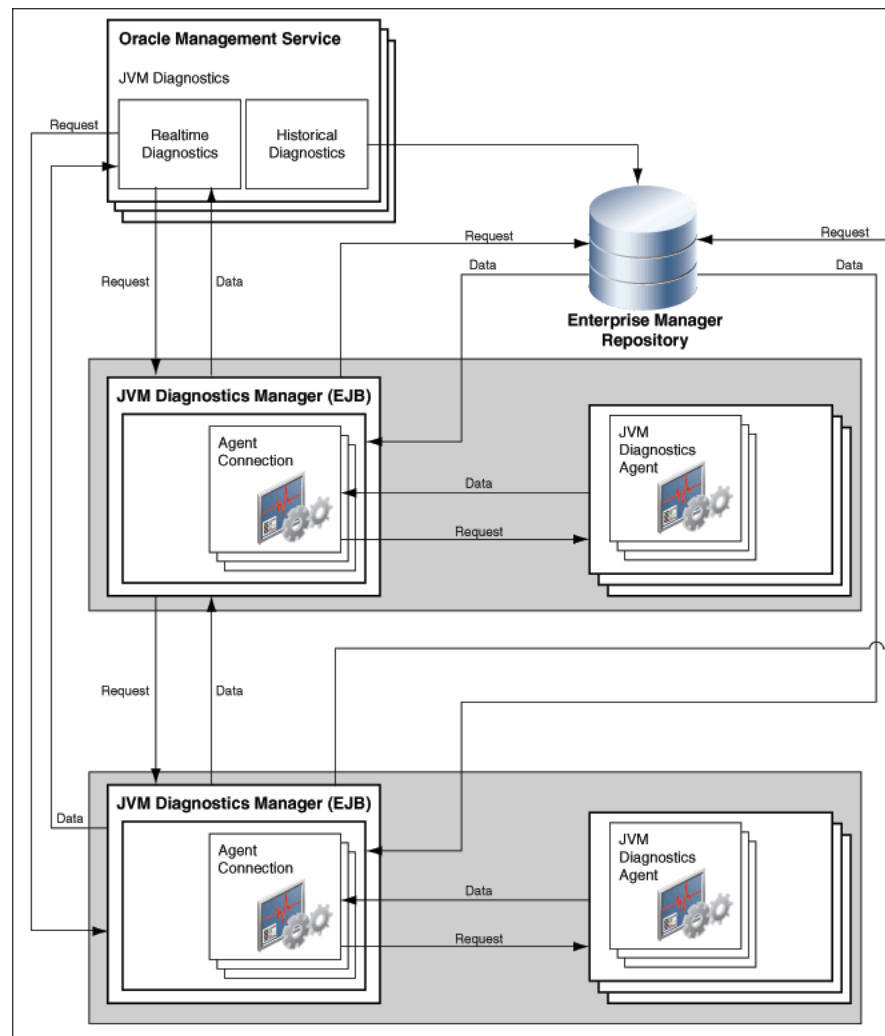 Oracle Management Service
JVM Diagnostics
Request
Realtime
Diagnostics
Historical
Diagnostics
Request
Request
Data
Data
Request
Data
Enterprise Manager
Repository
JVM Diagnostics Manager (EJB)
Agent
Connection
JVM
Diagnostics
Agent
Data
Request
Request
Data
JVM Diagnostics Manager (EJB)
Data
Agent
Connection
JVM
Diagnostics
Agent
Data
Request